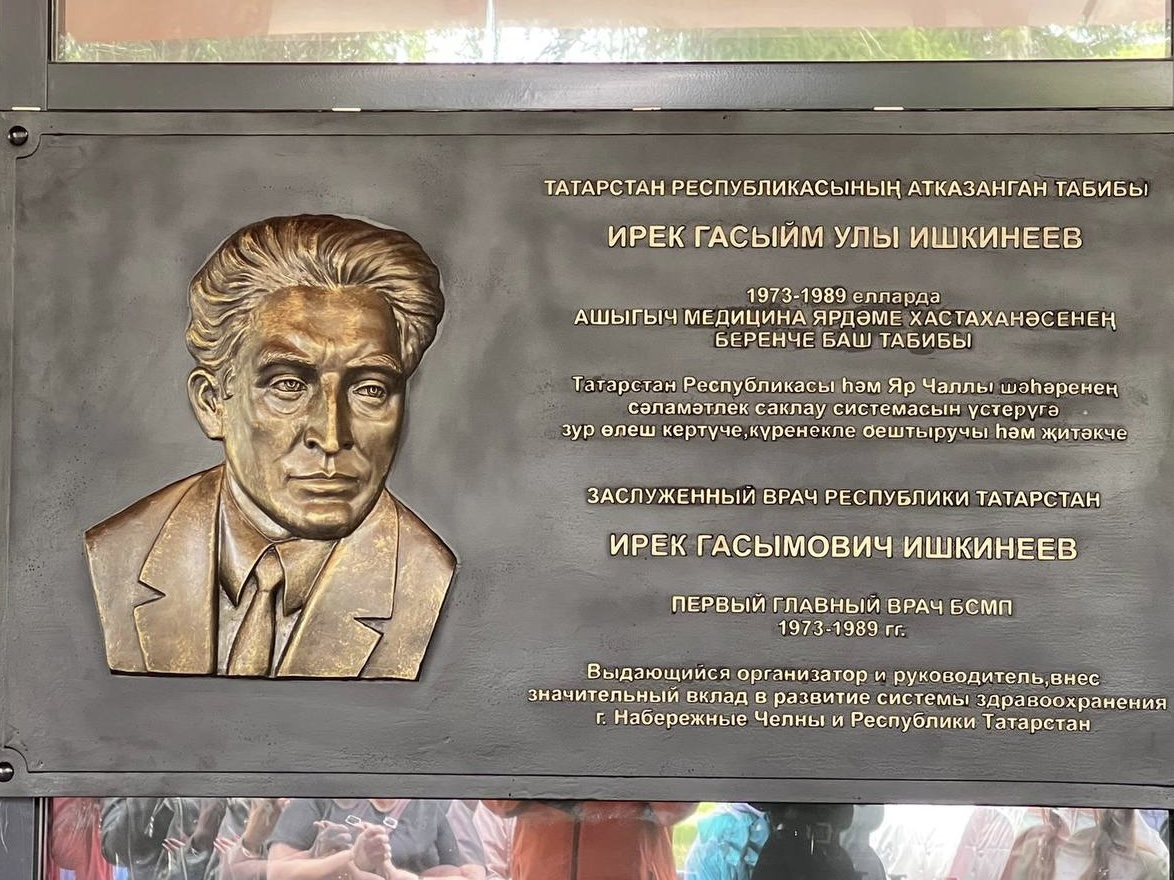 ТАТАРСТАН РЕСПУБЛИКАСЫНЫҢ АТКАЗАНГАН ТАБИБЫ
ИРЕК ГАСЫЙМ УЛЫ ИШКИНЕЕВ
1973-1989 елларда
АШЫГЫЧ МЕДИЦИНА ЯРДӘМЕ ХАСТАХАНӘСЕНЕҢ
БЕРЕНЧЕ БАШ ТАБИБЫ
Татарстан Республикасы һәм Яр Чаллы шәһәренең
сәламәтлек саклау системасын үстерүгә
зур өлеш кертүче,күренекле оештыручы һәм җитәкче
ЗАСЛУЖЕННЫЙ ВРАЧ РЕСПУБЛИКИ ТАТАРСТАН
ИРЕК ГАСЫМОВИЧ ИШКИНЕЕВ
ПЕРВЫЙ ГЛАВНЫЙ ВРАЧ БСМП
1973-1989 гг.
Выдающийся организатор и руководитель,внес
значительный вклад в развитие системы здравоохранения
г. Набережные Челны и Республики Татарстан